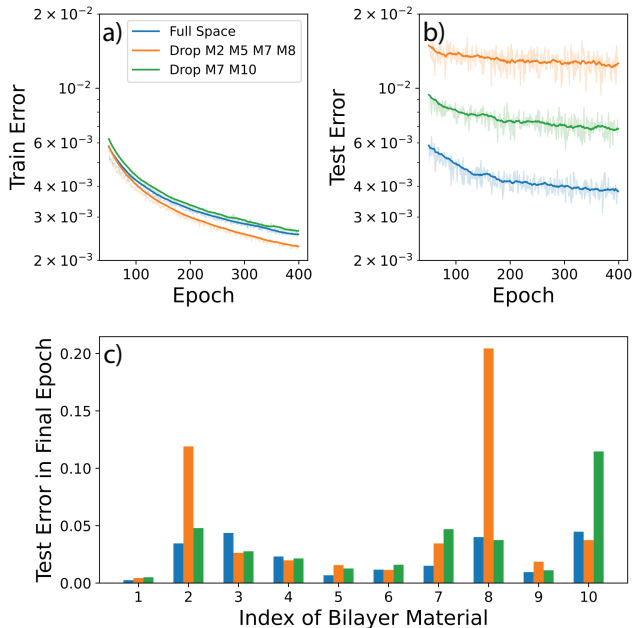 a)
Full Space
Drop M2 M5 M7 M8
Drop M7 M10
2 × 10⁻²
10⁻²
6 × 10⁻³
4 × 10⁻³
3 × 10⁻³
2 × 10⁻³
Train Error
100 200 300 400
Epoch
b)
2 × 10⁻²
10⁻²
6 × 10⁻³
4 × 10⁻³
3 × 10⁻³
2 × 10⁻³
Test Error
100 200 300 400
Epoch
c)
0.20
0.15
0.10
0.05
0.00
Test Error in Final Epoch
1 2 3 4 5 6 7 8 9 10
Index of Bilayer Material